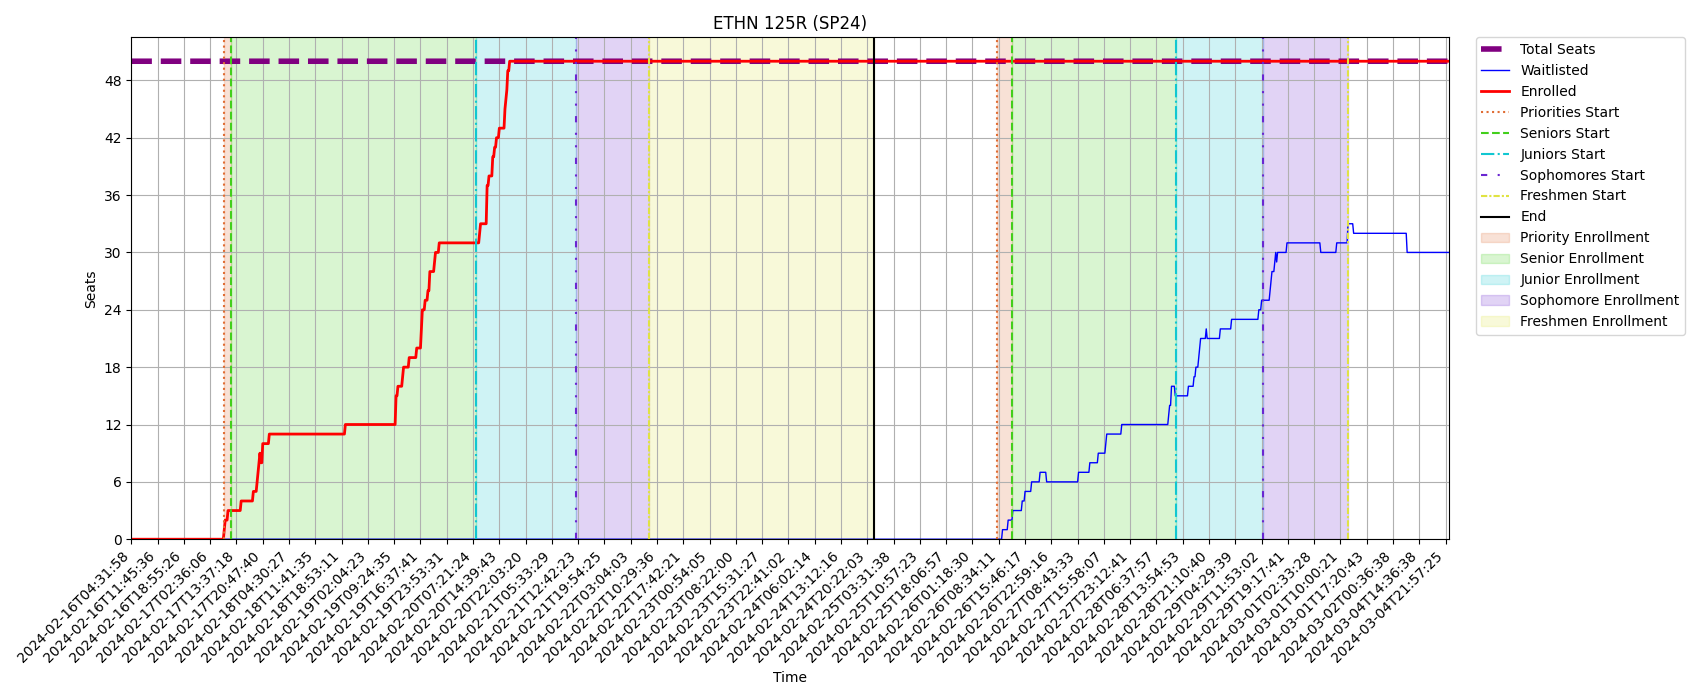 ETHN 125R (SP24)
Total Seats
Waitlisted
Enrolled
Priorities Start
Seniors Start
Juniors Start
Sophomores Start
Freshmen Start
End
Priority Enrollment
Senior Enrollment
Junior Enrollment
Sophomore Enrollment
Freshmen Enrollment
Seats
48
42
36
30
24
18
12
6
0
2024-02-16T04:31:58
2024-02-16T11:45:36
2024-02-16T18:55:26
2024-02-17T02:36:06
2024-02-17T13:37:18
2024-02-17T20:47:40
2024-02-18T04:30:27
2024-02-18T11:41:35
2024-02-18T18:53:11
2024-02-19T02:04:23
2024-02-19T09:24:35
2024-02-19T16:37:41
2024-02-19T23:53:31
2024-02-20T07:21:24
2024-02-20T14:39:43
2024-02-20T22:03:20
2024-02-21T05:33:29
2024-02-21T12:42:23
2024-02-21T19:54:25
2024-02-22T03:04:03
2024-02-22T10:29:36
2024-02-22T17:42:21
2024-02-23T00:54:05
2024-02-23T08:22:00
2024-02-23T15:31:27
2024-02-23T22:41:02
2024-02-24T06:02:14
2024-02-24T13:12:16
2024-02-24T20:22:03
2024-02-25T03:31:38
2024-02-25T10:57:23
2024-02-25T18:06:57
2024-02-26T01:18:30
2024-02-26T08:34:11
2024-02-26T15:46:17
2024-02-26T22:59:16
2024-02-27T08:43:33
2024-02-27T15:58:07
2024-02-27T23:12:41
2024-02-28T06:37:57
2024-02-28T13:54:53
2024-02-28T21:10:40
2024-02-29T04:29:39
2024-02-29T11:53:02
2024-02-29T19:17:41
2024-03-01T02:33:28
2024-03-01T10:00:21
2024-03-01T17:20:43
2024-03-02T00:36:38
2024-03-04T14:36:38
2024-03-04T21:57:25
Time